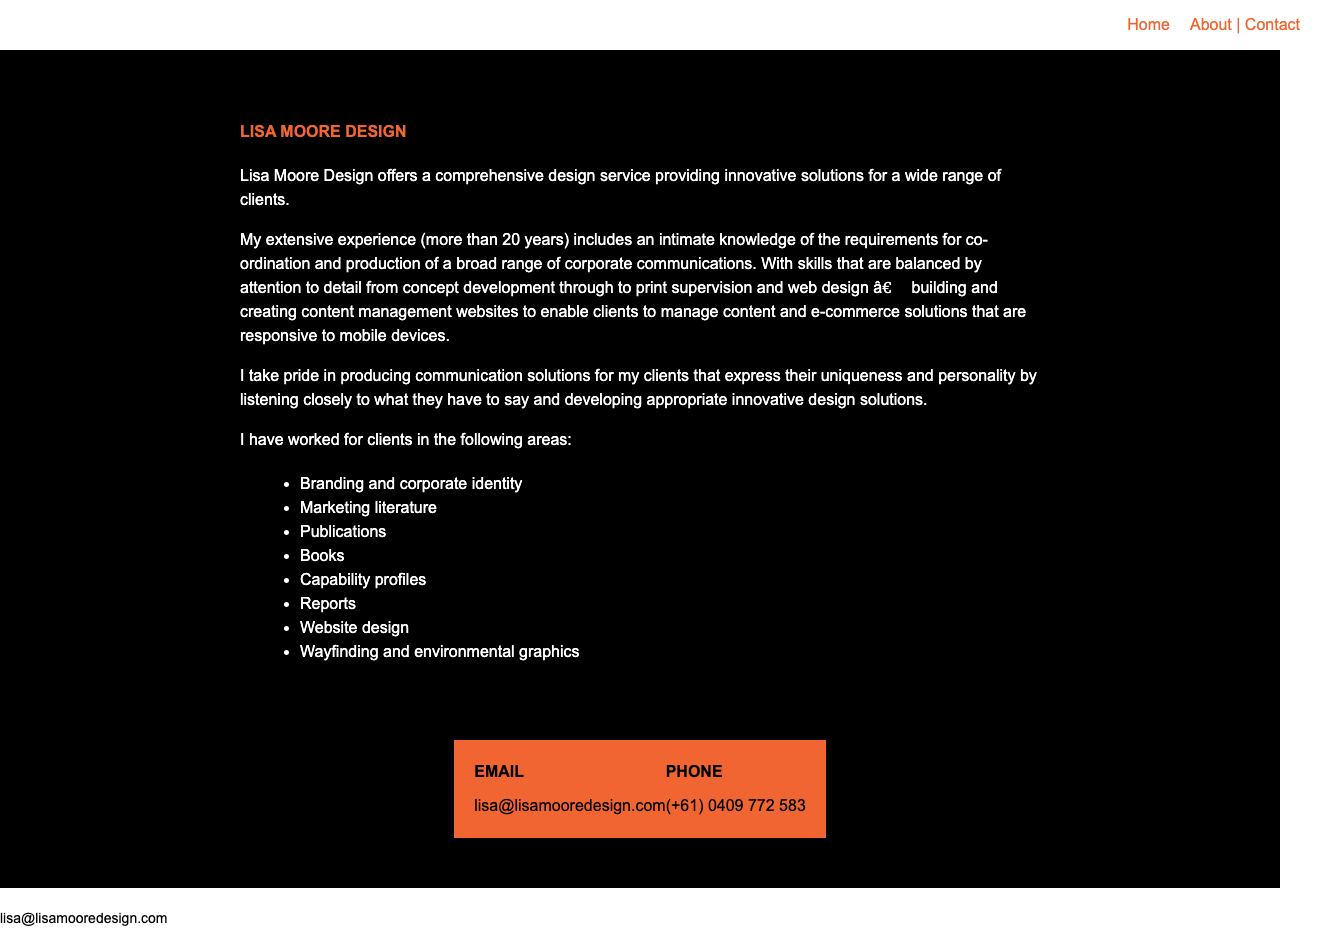 Home About | Contact
LISA MOORE DESIGN
Lisa Moore Design offers a comprehensive design service providing innovative solutions for a wide range of
clients.
My extensive experience (more than 20 years) includes an intimate knowledge of the requirements for co-
ordination and production of a broad range of corporate communications. With skills that are balanced by
attention to detail from concept development through to print supervision and web design â€ building and
creating content management websites to enable clients to manage content and e-commerce solutions that are
responsive to mobile devices.
I take pride in producing communication solutions for my clients that express their uniqueness and personality by
listening closely to what they have to say and developing appropriate innovative design solutions.
I have worked for clients in the following areas:
• Branding and corporate identity
• Marketing literature
• Publications
• Books
• Capability profiles
• Reports
• Website design
• Wayfinding and environmental graphics
EMAIL PHONE
lisa@lisamooredesign.com(+61) 0409 772 583
lisa@lisamooredesign.com